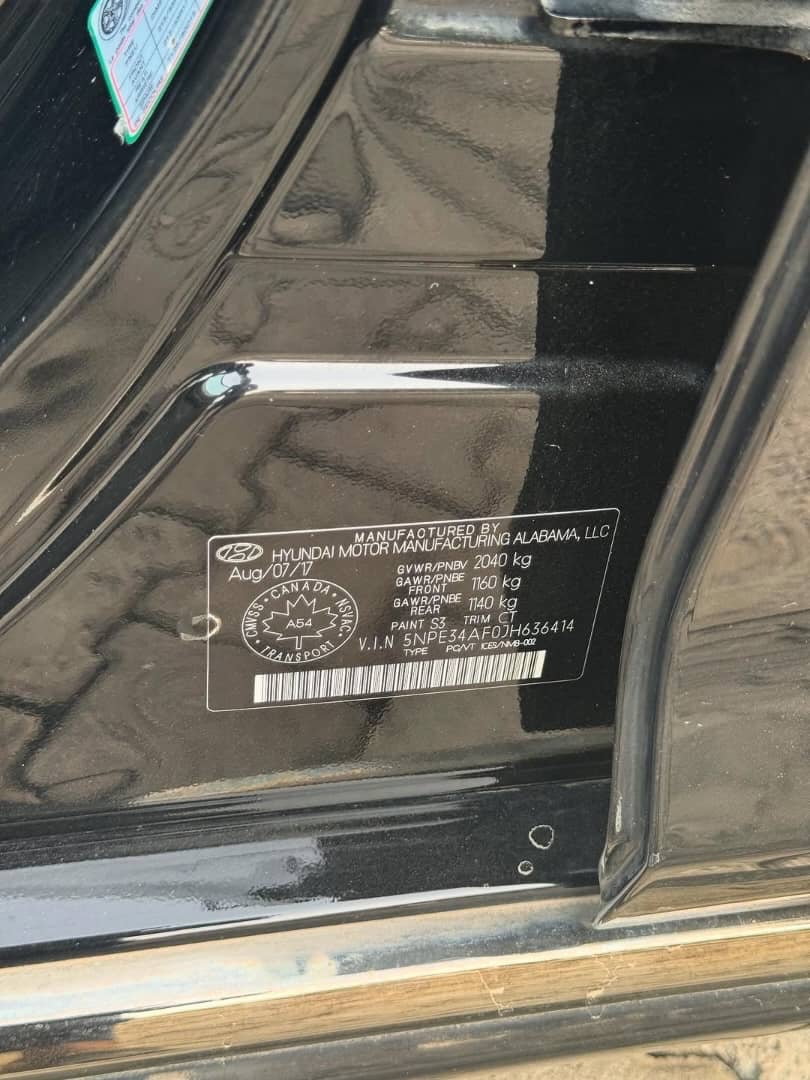 MANUFACTURED BY
HYUNDAI MOTOR MANUFACTURING ALABAMA, LLC
Aug/07/17
GVWR/PNBV 2040 kg
GAWR/PNBE FRONT 1160 kg
GAWR/PNBE REAR 1140 kg
PAINT S3 TRIM CT
CMVSS · CANADA · NSVAC
A54
TRANSPORT
V.I.N 5NPE34AF0JH636414
TYPE PG/VT ICES/NMB-002